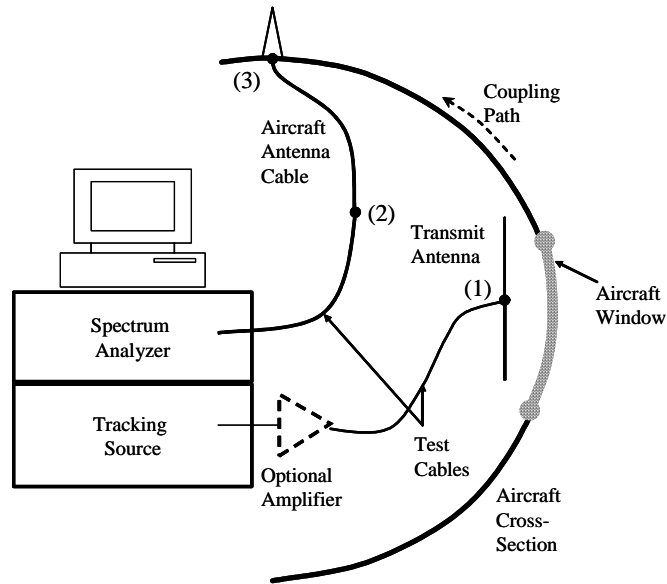 (3)
Coupling
Path
Aircraft
Antenna
Cable
(2)
Transmit
Antenna
(1)
Aircraft
Window
Spectrum
Analyzer
Tracking
Source
Optional
Amplifier
Test
Cables
Aircraft
Cross-
Section